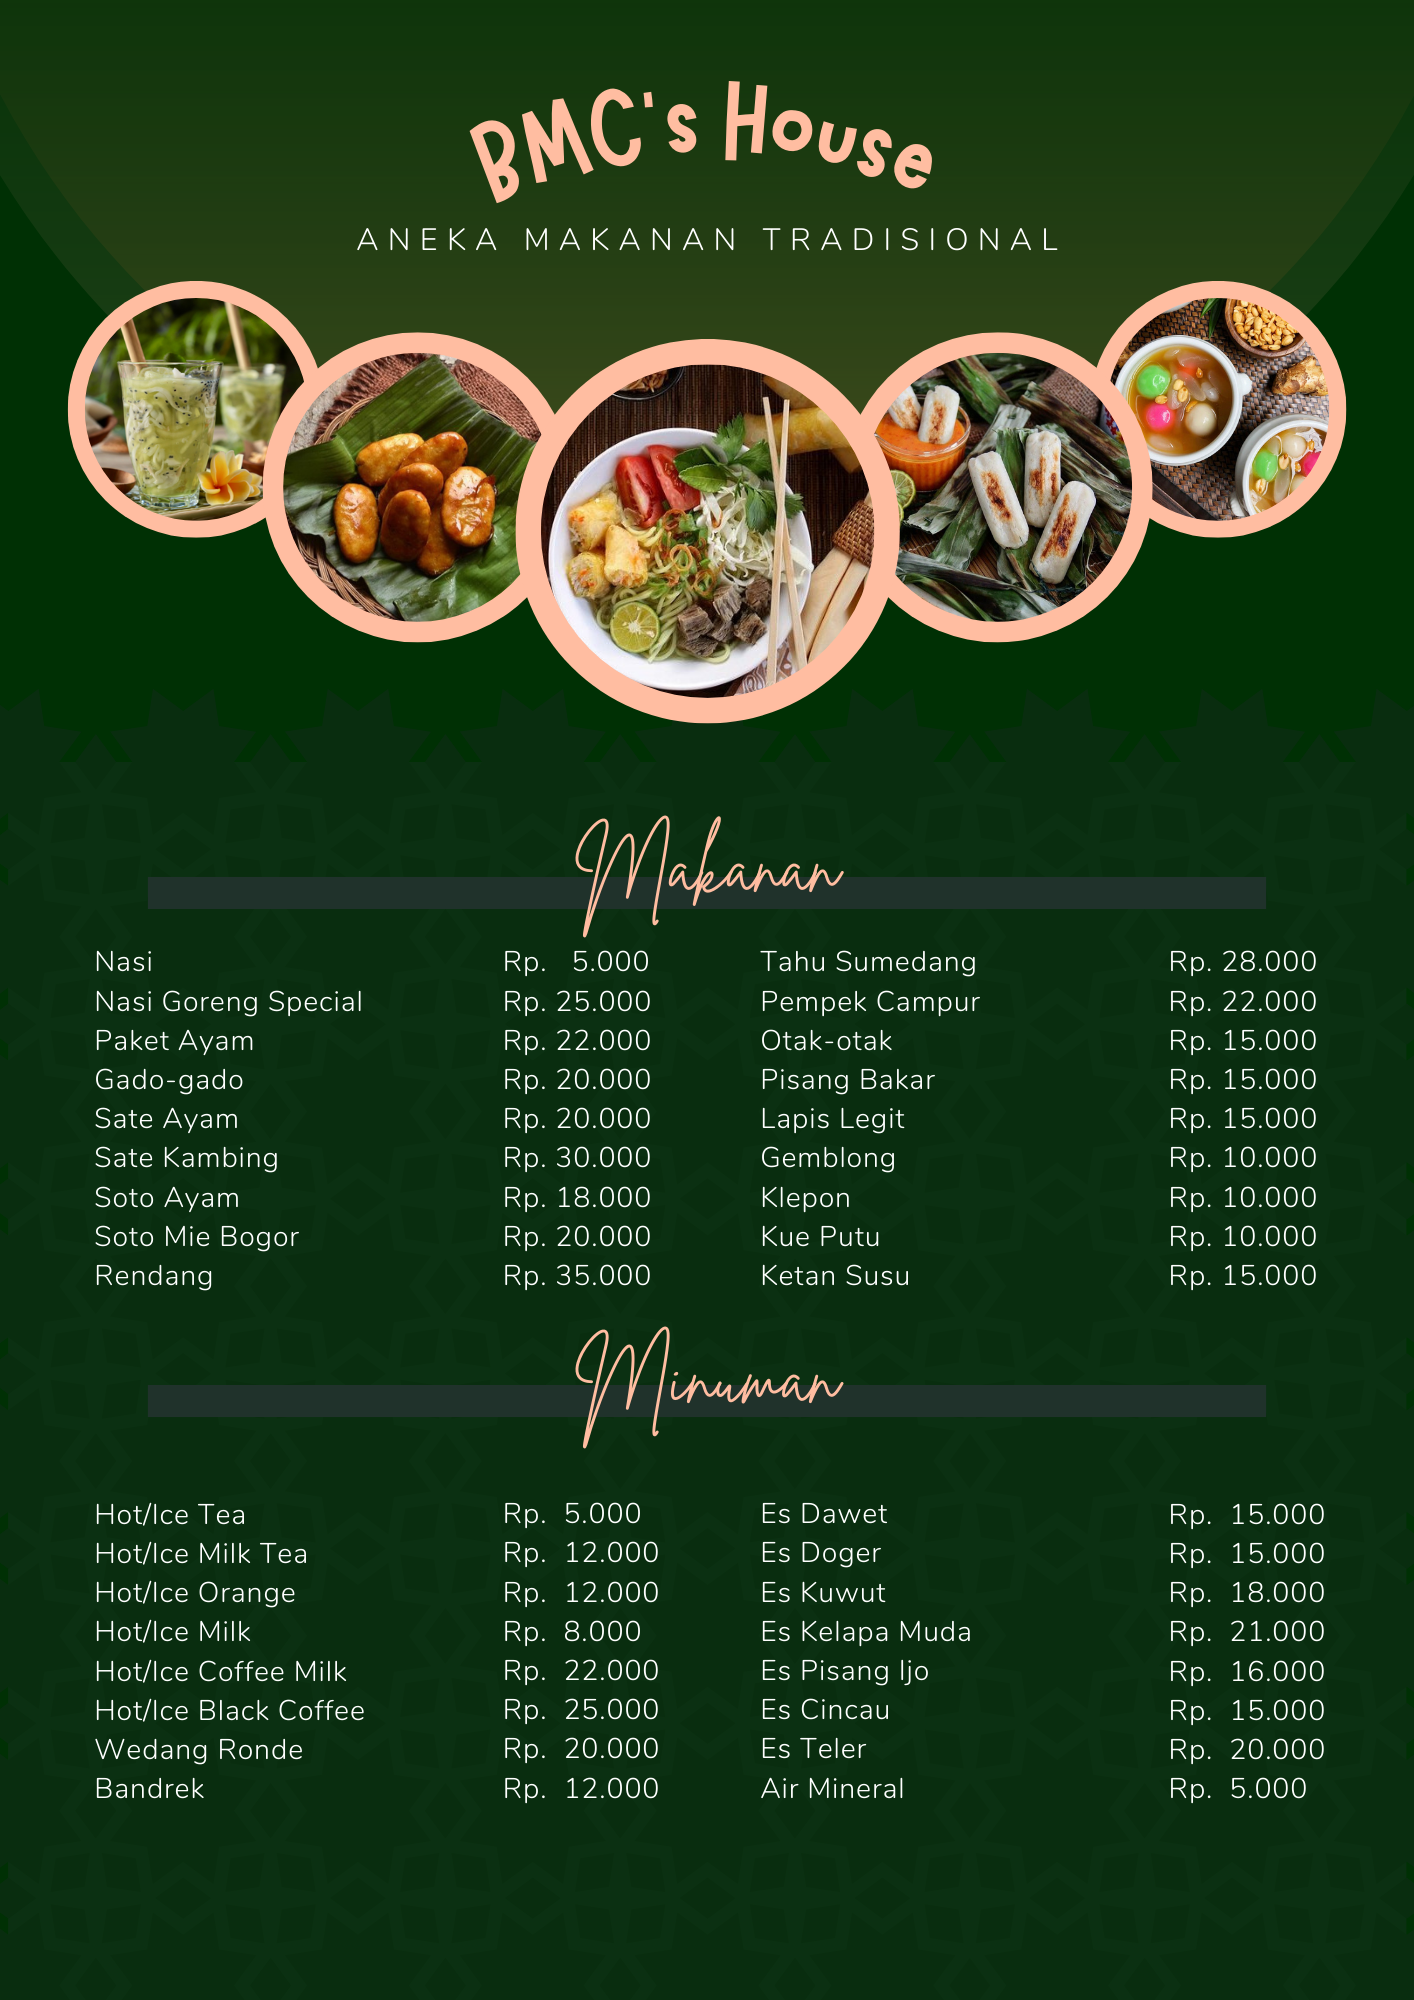 BMC's House
ANEKA MAKANAN TRADISIONAL
Makanan
Nasi Rp. 5.000
Nasi Goreng Special Rp. 25.000
Paket Ayam Rp. 22.000
Gado-gado Rp. 20.000
Sate Ayam Rp. 20.000
Sate Kambing Rp. 30.000
Soto Ayam Rp. 18.000
Soto Mie Bogor Rp. 20.000
Rendang Rp. 35.000
Tahu Sumedang Rp. 28.000
Pempek Campur Rp. 22.000
Otak-otak Rp. 15.000
Pisang Bakar Rp. 15.000
Lapis Legit Rp. 15.000
Gemblong Rp. 10.000
Klepon Rp. 10.000
Kue Putu Rp. 10.000
Ketan Susu Rp. 15.000
Minuman
Hot/Ice Tea Rp. 5.000
Hot/Ice Milk Tea Rp. 12.000
Hot/Ice Orange Rp. 12.000
Hot/Ice Milk Rp. 8.000
Hot/Ice Coffee Milk Rp. 22.000
Hot/Ice Black Coffee Rp. 25.000
Wedang Ronde Rp. 20.000
Bandrek Rp. 12.000
Es Dawet Rp. 15.000
Es Doger Rp. 15.000
Es Kuwut Rp. 18.000
Es Kelapa Muda Rp. 21.000
Es Pisang Ijo Rp. 16.000
Es Cincau Rp. 15.000
Es Teler Rp. 20.000
Air Mineral Rp. 5.000